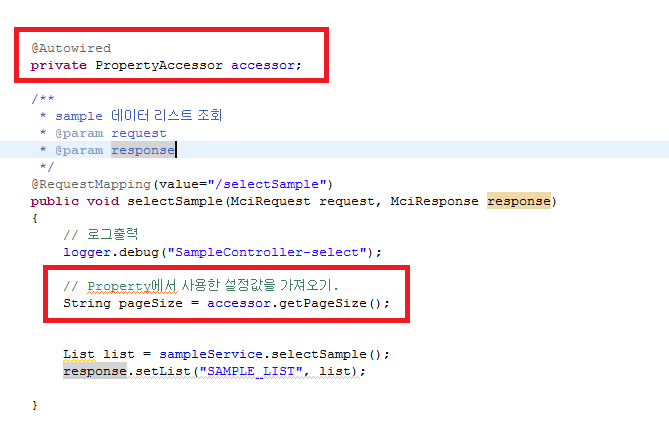 @Autowired
private PropertyAccessor accessor;
/**
* sample 데이터 리스트 조회
* @param request
* @param response
*/
@RequestMapping(value="/selectSample")
public void selectSample(MciRequest request, MciResponse response)
{
// 로그출력
logger.debug("SampleController-select");
// Property에서 사용한 설정값을 가져오기.
String pageSize = accessor.getPageSize();
List list = sampleService.selectSample();
response.setList("SAMPLE_LIST", list);
}